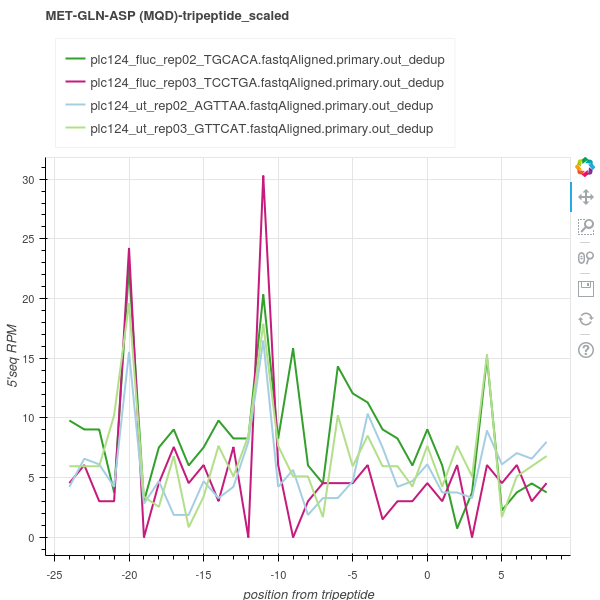 MET-GLN-ASP (MQD)-tripeptide_scaled
plc124_fluc_rep02_TGCACA.fastqAligned.primary.out_dedup
plc124_fluc_rep03_TCCTGA.fastqAligned.primary.out_dedup
plc124_ut_rep02_AGTTAA.fastqAligned.primary.out_dedup
plc124_ut_rep03_GTTCAT.fastqAligned.primary.out_dedup
30
25
20
15
10
5
0
5'seq RPM
-25
-20
-15
-10
-5
0
5
position from tripeptide